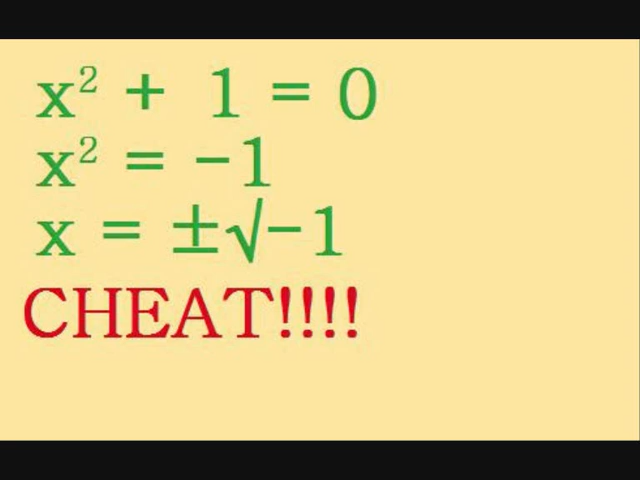 x² + 1 = 0
x² = −1
x = ±√−1
CHEAT!!!!